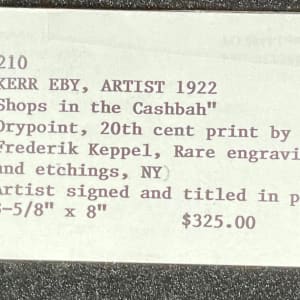 210
KERR EBY, ARTIST 1922
Shops in the Cashbah"
Drypoint, 20th cent print by
Frederik Keppel, Rare engravi
and etchings, NY)
Artist signed and titled in p
-5/8" x 8"
$325.00